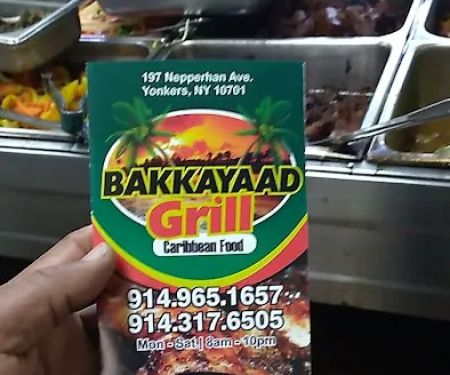 197 Nepperhan Ave.
Yonkers, NY 10701
BAKKAYAAD
Grill
Caribbean Food
914.965.1657
914.317.6505
Mon - Sat | 8am - 10pm